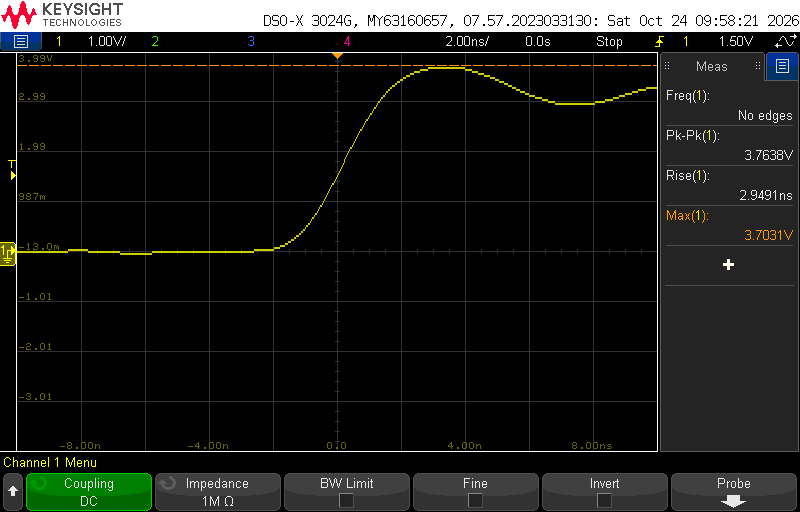 KEYSIGHT
TECHNOLOGIES
DSO-X 3024G, MY63160657, 07.57.2023033130: Sat Oct 24 09:58:21 2026
1 1.00V/ 2 3 4 2.00ns/ 0.0s Stop 1 1.50V
3.99V
2.99
1.99
987m
-13.0m
-1.01
-2.01
-3.01
-8.00n -4.00n 0.0 4.00n 8.00ns
T
1
Meas
Freq(1):
No edges
Pk-Pk(1):
3.7638V
Rise(1):
2.9491ns
Max(1):
3.7031V
+
Channel 1 Menu
Coupling
DC
Impedance
1M Ω
BW Limit
Fine
Invert
Probe